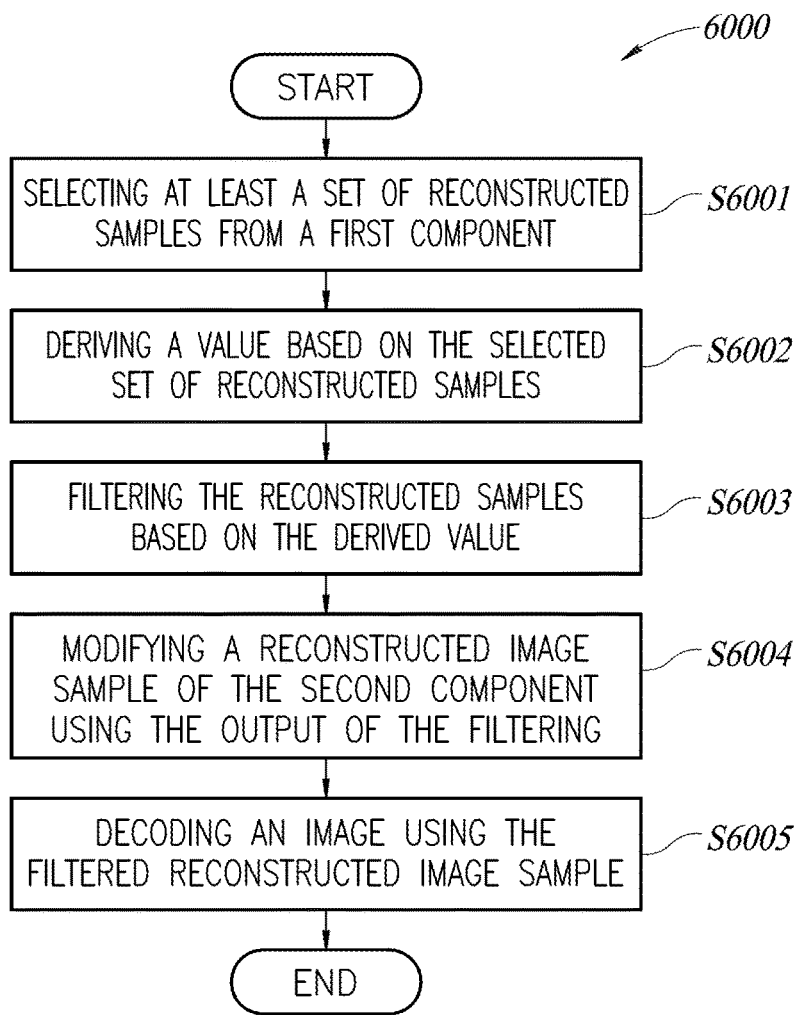 6000
START
SELECTING AT LEAST A SET OF RECONSTRUCTED
SAMPLES FROM A FIRST COMPONENT
S6001
DERIVING A VALUE BASED ON THE SELECTED
SET OF RECONSTRUCTED SAMPLES
S6002
FILTERING THE RECONSTRUCTED SAMPLES
BASED ON THE DERIVED VALUE
S6003
MODIFYING A RECONSTRUCTED IMAGE
SAMPLE OF THE SECOND COMPONENT
USING THE OUTPUT OF THE FILTERING
S6004
DECODING AN IMAGE USING THE
FILTERED RECONSTRUCTED IMAGE SAMPLE
S6005
END